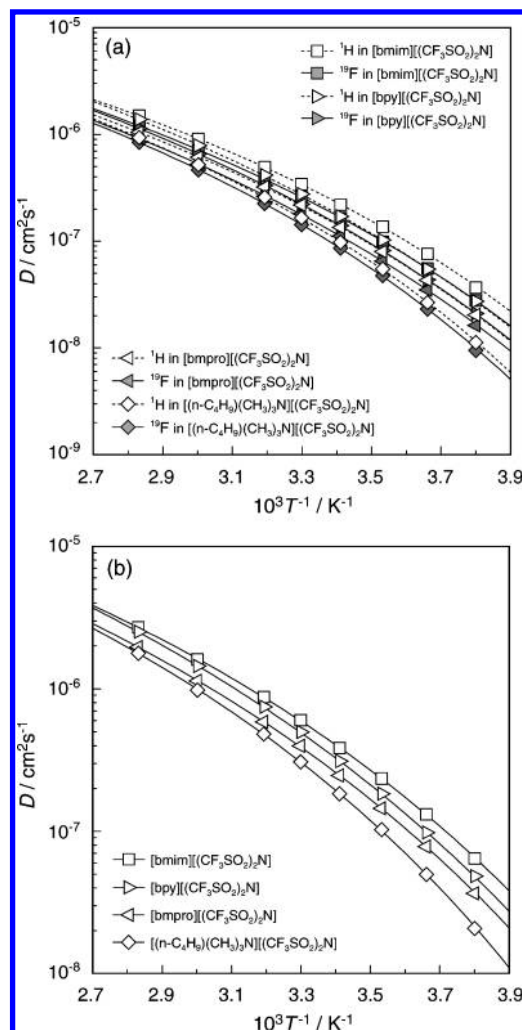 (a)
¹H in [bmim][(CF₃SO₂)₂N]
¹⁹F in [bmim][(CF₃SO₂)₂N]
¹H in [bpy][(CF₃SO₂)₂N]
¹⁹F in [bpy][(CF₃SO₂)₂N]
10⁻⁵
10⁻⁶
10⁻⁷
10⁻⁸
10⁻⁹
D / cm²s⁻¹
¹H in [bmpro][(CF₃SO₂)₂N]
¹⁹F in [bmpro][(CF₃SO₂)₂N]
¹H in [(n-C₄H₉)(CH₃)₃N][(CF₃SO₂)₂N]
¹⁹F in [(n-C₄H₉)(CH₃)₃N][(CF₃SO₂)₂N]
2.7 2.9 3.1 3.3 3.5 3.7 3.9
10³T⁻¹ / K⁻¹
(b)
10⁻⁵
10⁻⁶
10⁻⁷
10⁻⁸
D / cm²s⁻¹
[bmim][(CF₃SO₂)₂N]
[bpy][(CF₃SO₂)₂N]
[bmpro][(CF₃SO₂)₂N]
[(n-C₄H₉)(CH₃)₃N][(CF₃SO₂)₂N]
2.7 2.9 3.1 3.3 3.5 3.7 3.9
10³T⁻¹ / K⁻¹